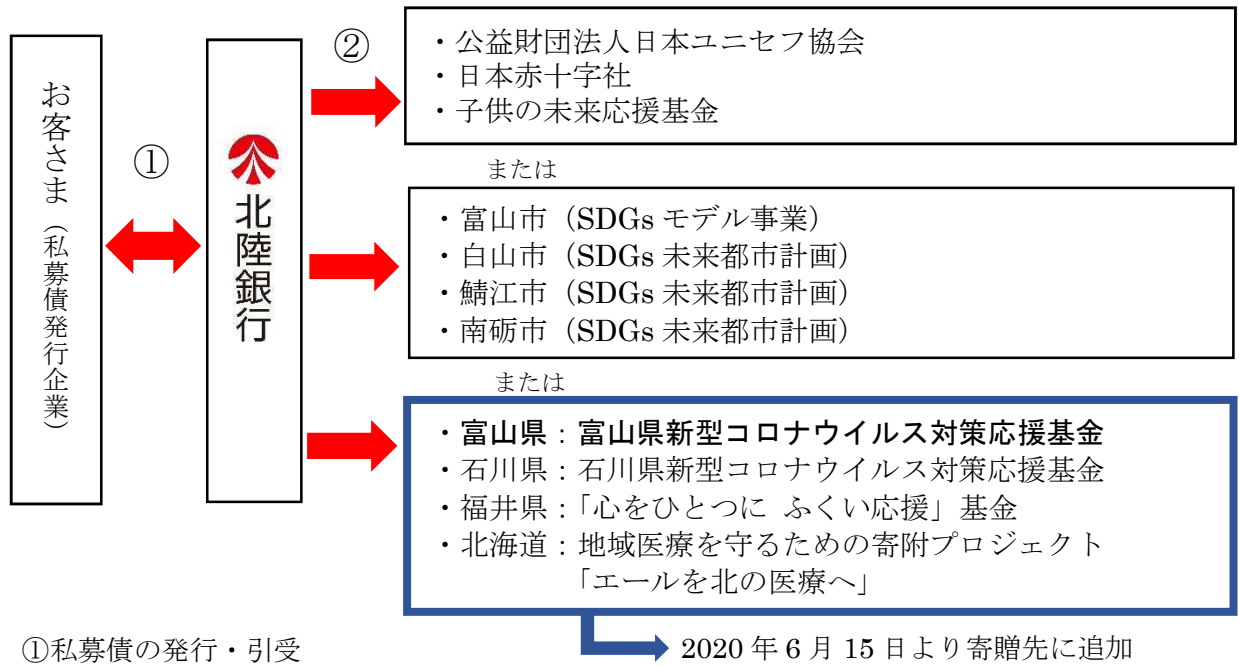 お客さま（私募債発行企業）
①
北陸銀行
②
・公益財団法人日本ユニセフ協会
・日本赤十字社
・子供の未来応援基金
または
・富山市（SDGs モデル事業）
・白山市（SDGs 未来都市計画）
・鯖江市（SDGs 未来都市計画）
・南砺市（SDGs 未来都市計画）
または
・富山県：富山県新型コロナウイルス対策応援基金
・石川県：石川県新型コロナウイルス対策応援基金
・福井県：「心をひとつに ふくい応援」基金
・北海道：地域医療を守るための寄附プロジェクト
「エールを北の医療へ」
①私募債の発行・引受
2020 年 6 月 15 日より寄贈先に追加